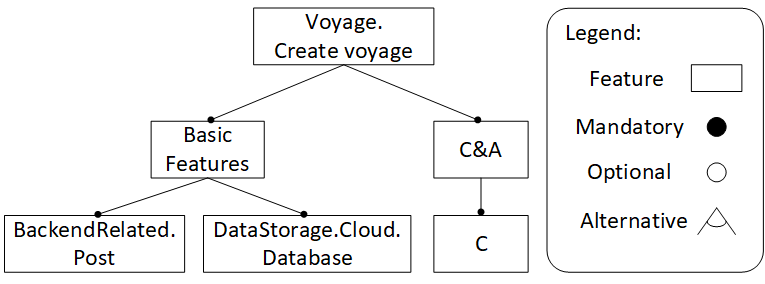 Voyage.
Create voyage
Basic
Features
C&A
BackendRelated.
Post
DataStorage.Cloud.
Database
C
Legend:
Feature
Mandatory
Optional
Alternative